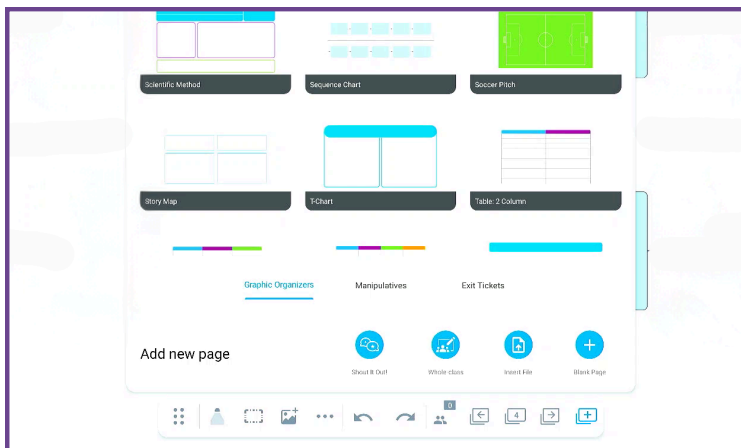 Scientific Method
Sequence Chart
Soccer Pitch
Story Map
T-Chart
Table: 2 Column
Graphic Organizers
Manipulatives
Exit Tickets
Add new page
Shout It Out!
Whole class
Insert File
Blank Page
0
4